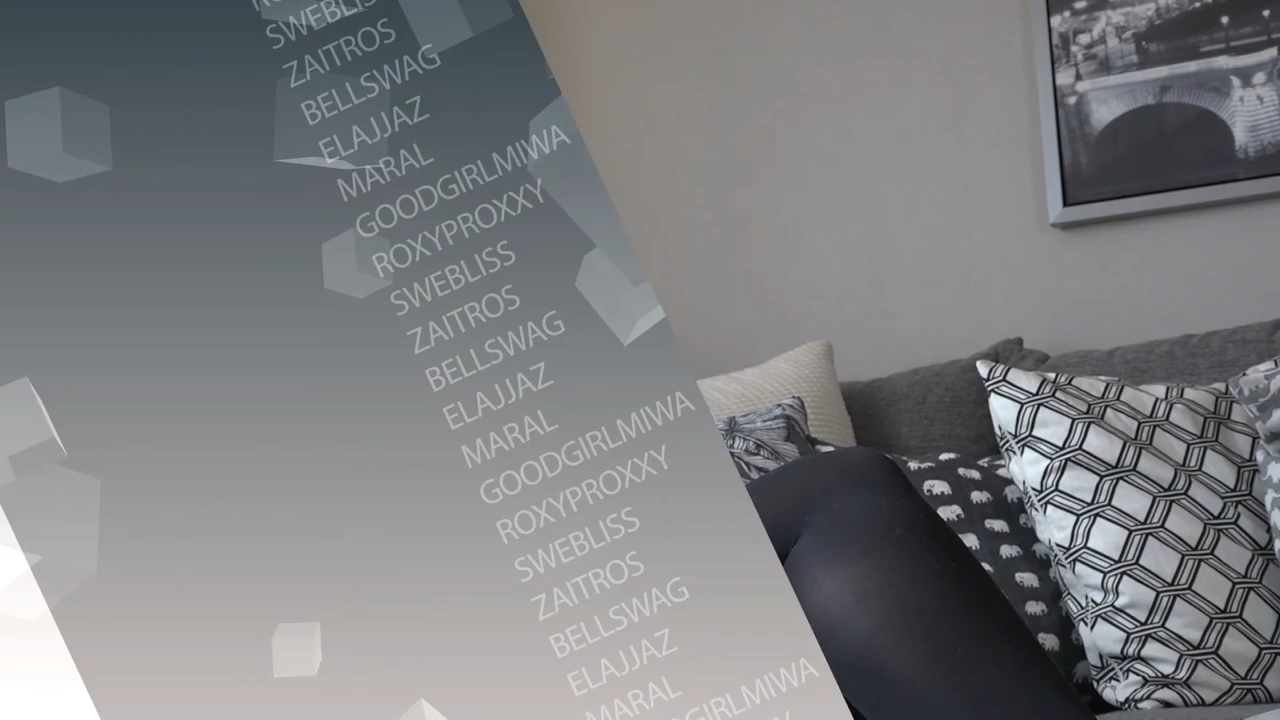 SWEBLISS
ZAITROS
BELLSWAG
ELAJJAZ
MARAL
GOODGIRLMIWA
ROXYPROXXY
SWEBLISS
ZAITROS
BELLSWAG
ELAJJAZ
MARAL
GOODGIRLMIWA
ROXYPROXXY
SWEBLISS
ZAITROS
BELLSWAG
ELAJJAZ
MARAL
GOODGIRLMIWA